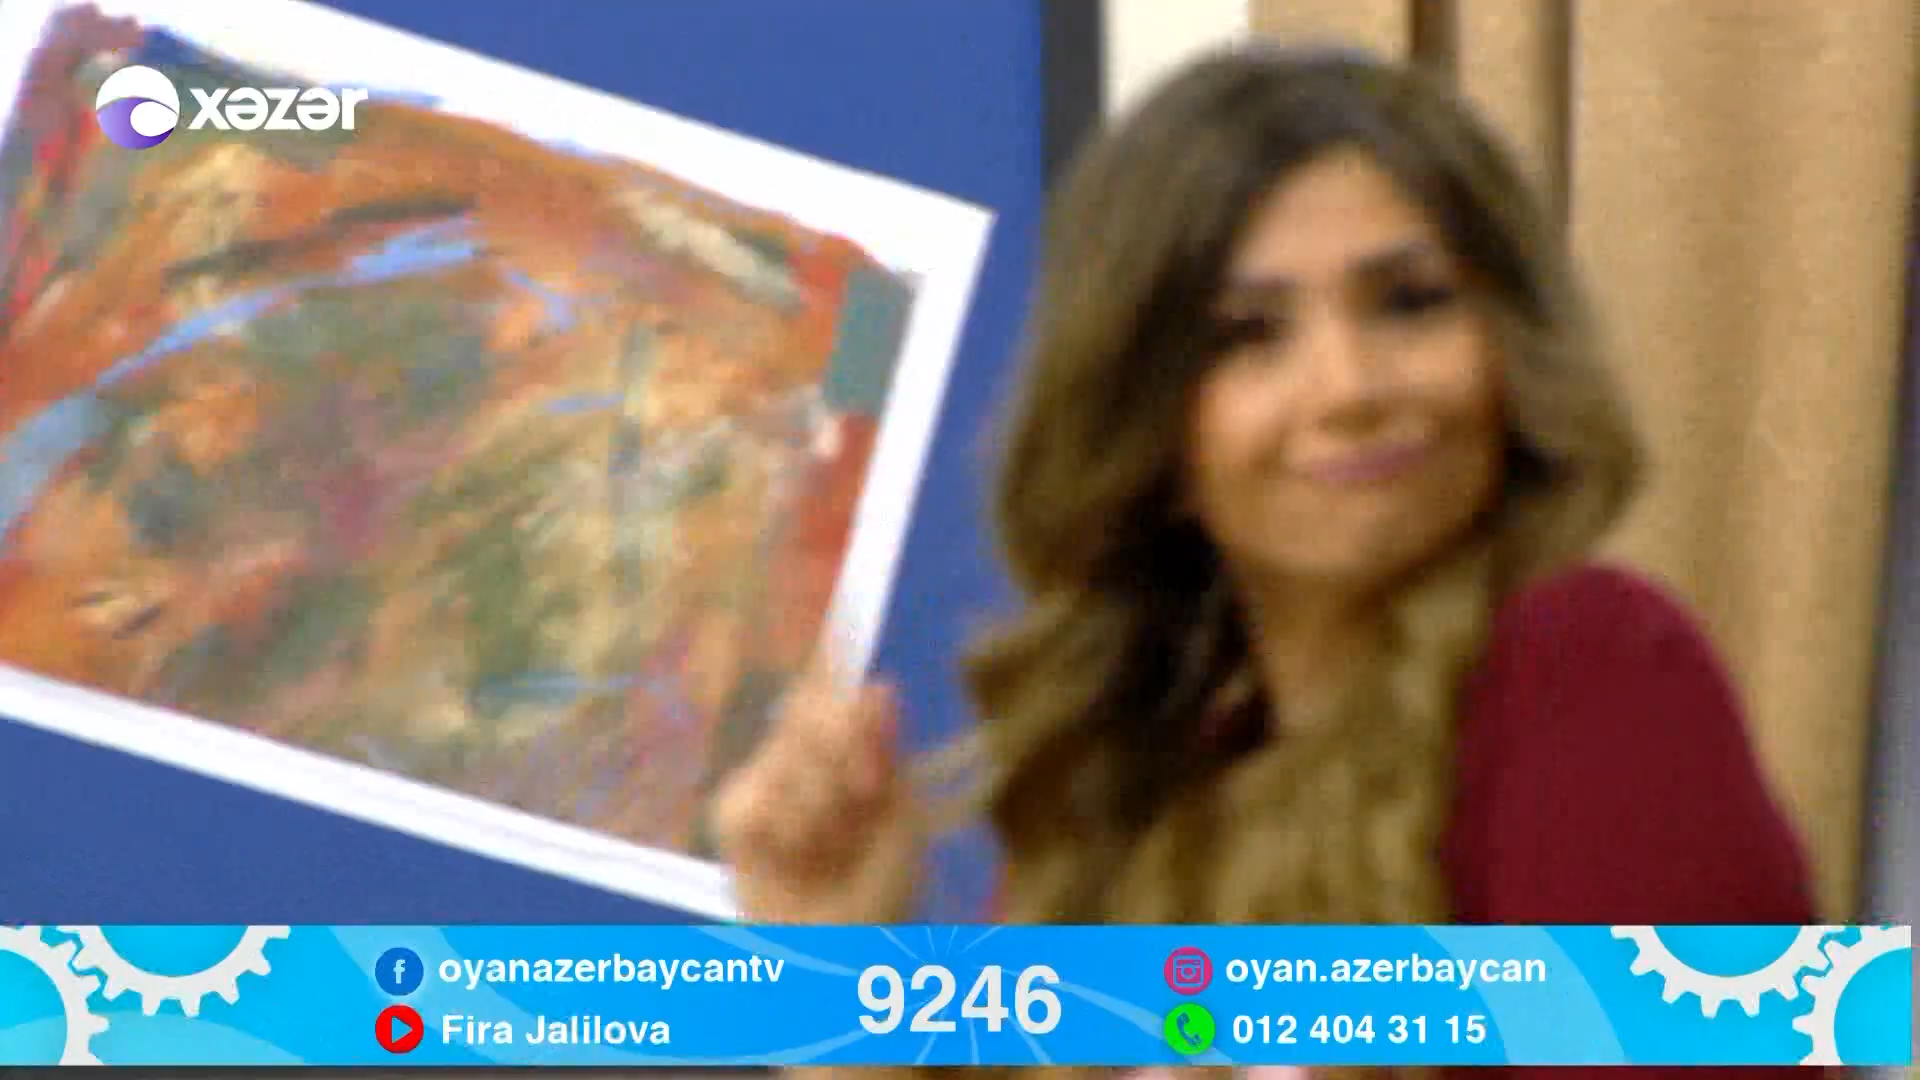 xəzər
oyanazerbaycantv
Fira Jalilova
9246
oyan.azerbaycan
012 404 31 15